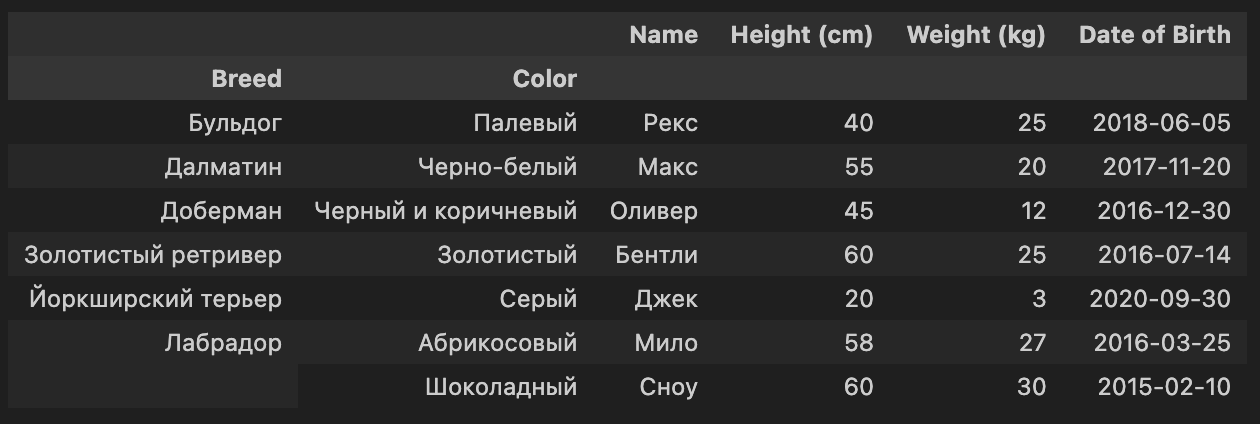 Name Height (cm) Weight (kg) Date of Birth
Breed Color
Бульдог Палевый Рекс 40 25 2018-06-05
Далматин Черно-белый Макс 55 20 2017-11-20
Доберман Черный и коричневый Оливер 45 12 2016-12-30
Золотистый ретривер Золотистый Бентли 60 25 2016-07-14
Йоркширский терьер Серый Джек 20 3 2020-09-30
Лабрадор Абрикосовый Мило 58 27 2016-03-25
Шоколадный Сноу 60 30 2015-02-10